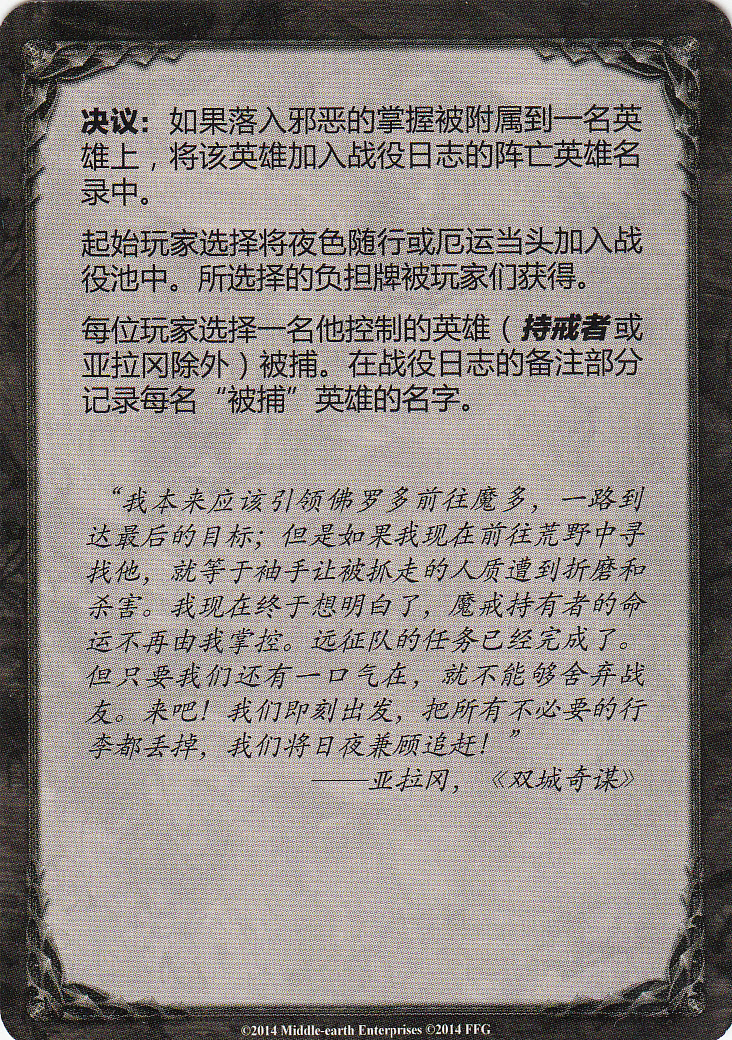 决议：如果落入邪恶的掌握被附属到一名英
雄上，将该英雄加入战役日志的阵亡英雄名
录中。
起始玩家选择将夜色随行或厄运当头加入战
役池中。所选择的负担牌被玩家们获得。
每位玩家选择一名他控制的英雄（持戒者或
亚拉冈除外）被捕。在战役日志的备注部分
记录每名“被捕”英雄的名字。
“我本来应该引领佛罗多前往魔多，一路到
达最后的目标；但是如果我现在前往荒野中寻
找他，就等于袖手让被抓走的人质遭到折磨和
杀害。我现在终于想明白了，魔戒持有者的命
运不再由我掌控。远征队的任务已经完成了。
但只要我们还有一口气在，就不能够舍弃战
友。来吧！我们即刻出发，把所有不必要的行
李都丢掉，我们将日夜兼顾追赶！”
——亚拉冈，《双城奇谋》
©2014 Middle-earth Enterprises ©2014 FFG